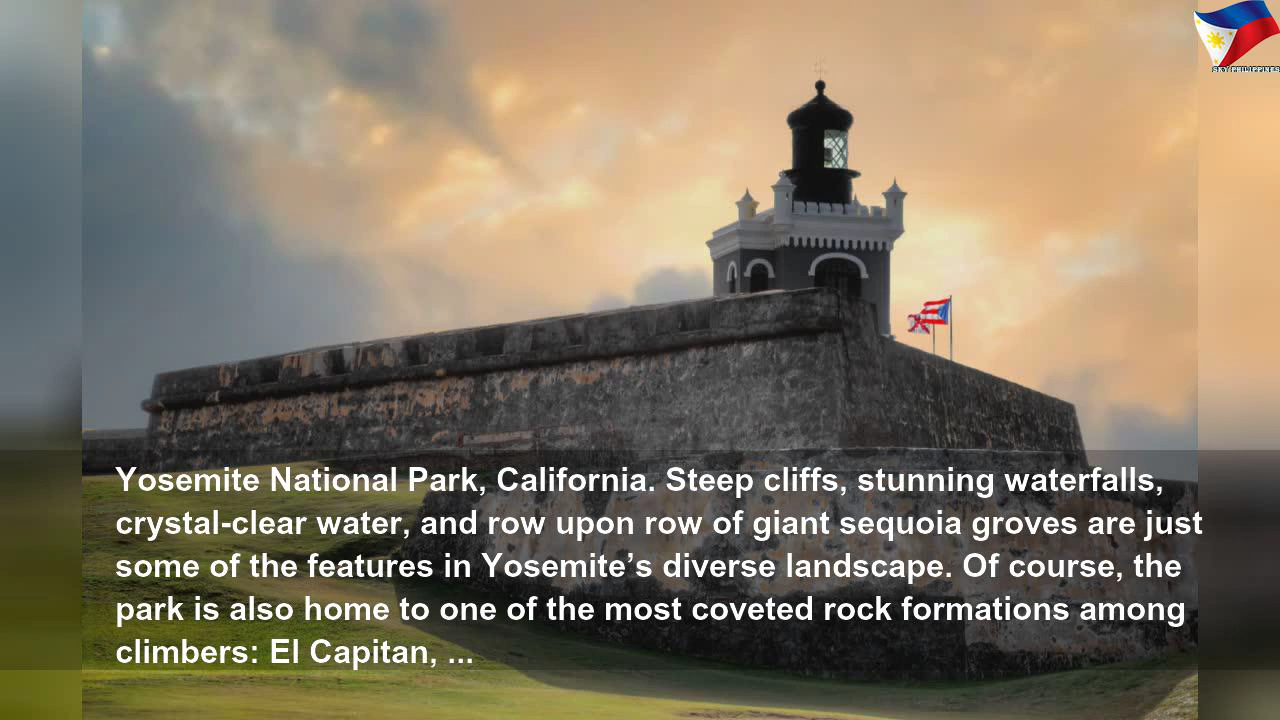 SKY PHILIPPINES
Yosemite National Park, California. Steep cliffs, stunning waterfalls,
crystal-clear water, and row upon row of giant sequoia groves are just
some of the features in Yosemite’s diverse landscape. Of course, the
park is also home to one of the most coveted rock formations among
climbers: El Capitan, ...